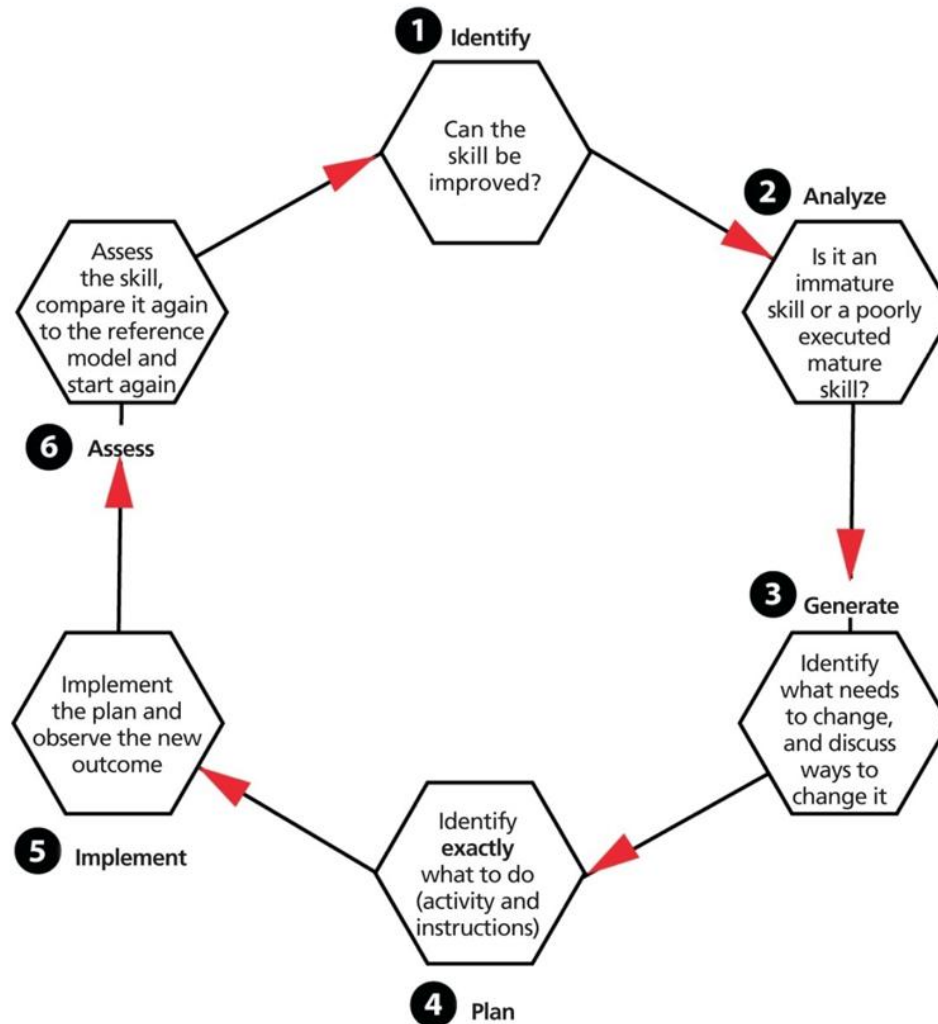 1 Identify
Can the
skill be
improved?
2 Analyze
Is it an
immature
skill or a poorly
executed
mature
skill?
3 Generate
Identify
what needs
to change,
and discuss
ways to
change it
4 Plan
Identify
exactly
what to do
(activity and
instructions)
5 Implement
Implement
the plan and
observe the new
outcome
6 Assess
Assess
the skill,
compare it again
to the reference
model and
start again